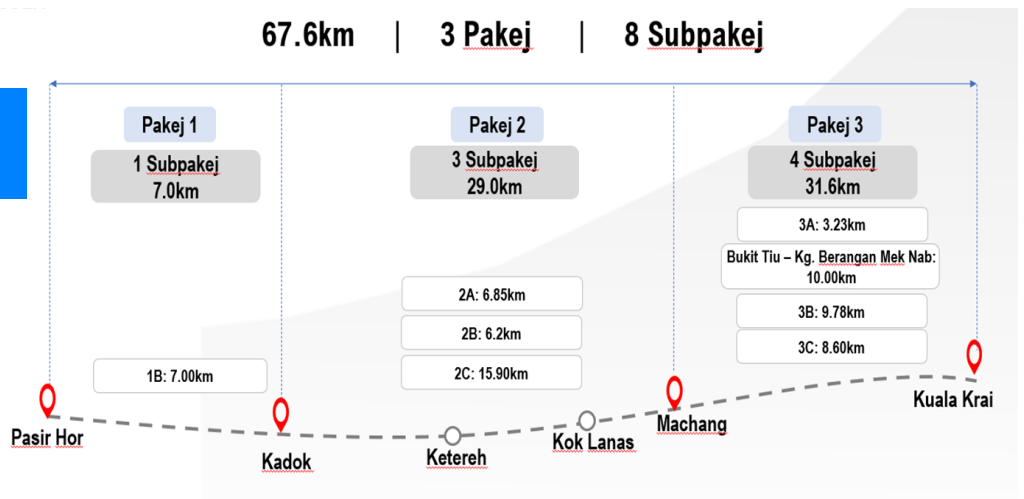 67.6km | 3 Pakej | 8 Subpakej
Pakej 1
1 Subpakej
7.0km
1B: 7.00km
Pakej 2
3 Subpakej
29.0km
2A: 6.85km
2B: 6.2km
2C: 15.90km
Pakej 3
4 Subpakej
31.6km
3A: 3.23km
Bukit Tiu – Kg. Berangan Mek Nab:
10.00km
3B: 9.78km
3C: 8.60km
Pasir Hor
Kadok
Ketereh
Kok Lanas
Machang
Kuala Krai